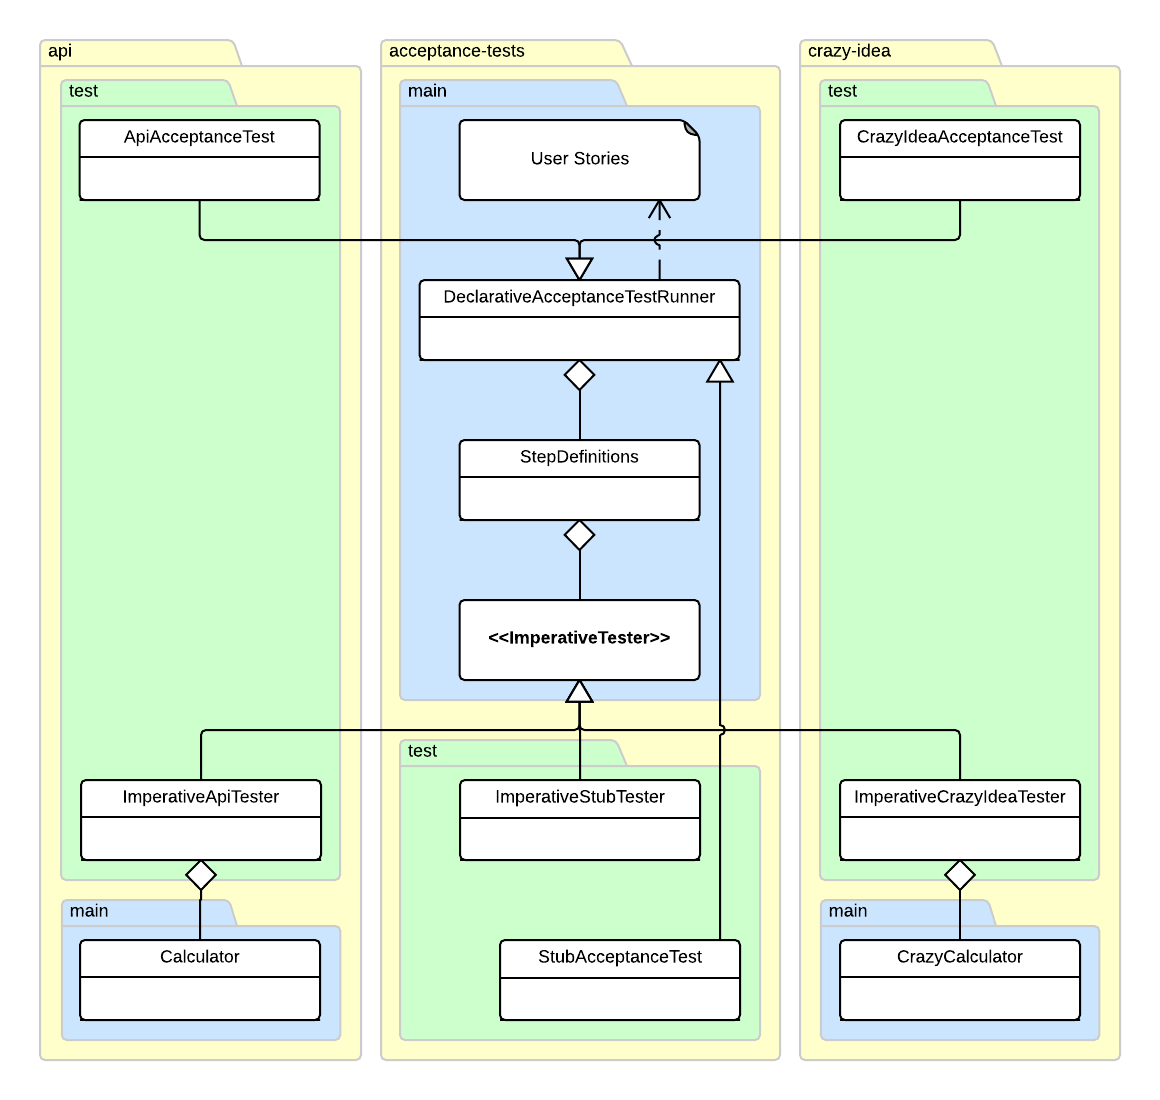 api
test
ApiAcceptanceTest
ImperativeApiTester
main
Calculator
acceptance-tests
main
User Stories
DeclarativeAcceptanceTestRunner
StepDefinitions
<<ImperativeTester>>
test
ImperativeStubTester
StubAcceptanceTest
crazy-idea
test
CrazyIdeaAcceptanceTest
ImperativeCrazyIdeaTester
main
CrazyCalculator